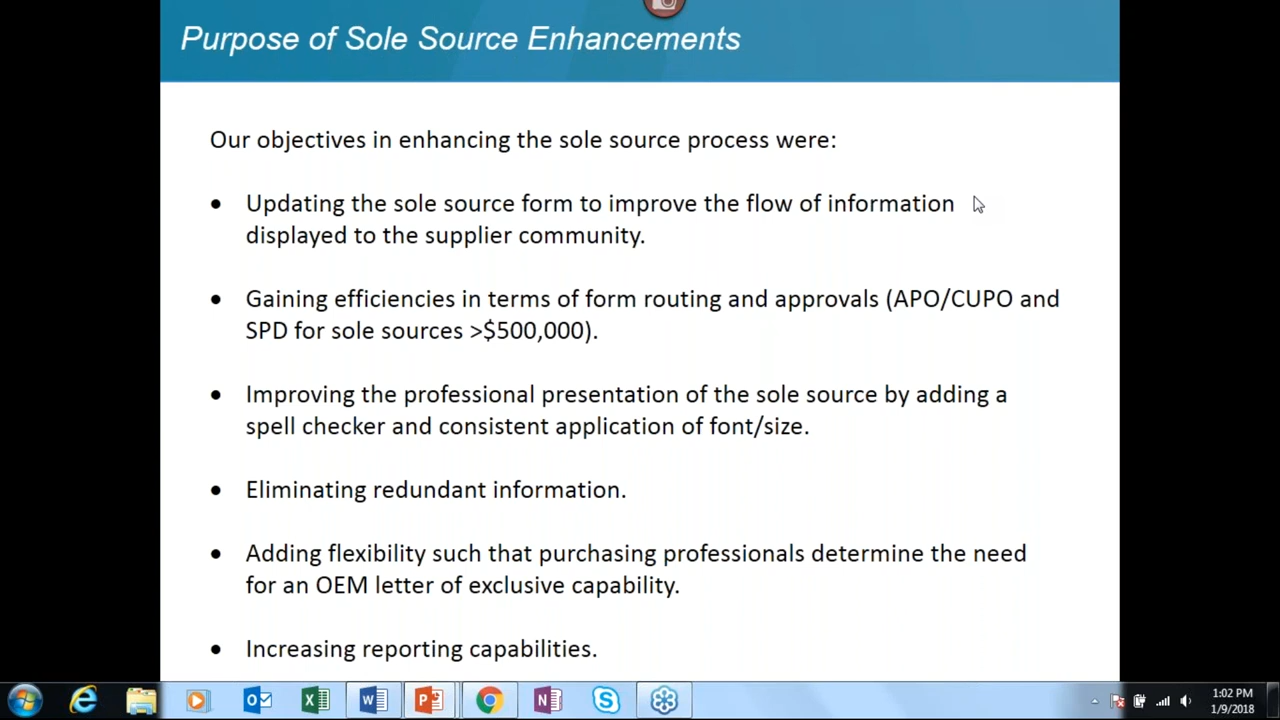 Purpose of Sole Source Enhancements
Our objectives in enhancing the sole source process were:
• Updating the sole source form to improve the flow of information
displayed to the supplier community.
• Gaining efficiencies in terms of form routing and approvals (APO/CUPO and
SPD for sole sources >$500,000).
• Improving the professional presentation of the sole source by adding a
spell checker and consistent application of font/size.
• Eliminating redundant information.
• Adding flexibility such that purchasing professionals determine the need
for an OEM letter of exclusive capability.
• Increasing reporting capabilities.
1:02 PM
1/9/2018